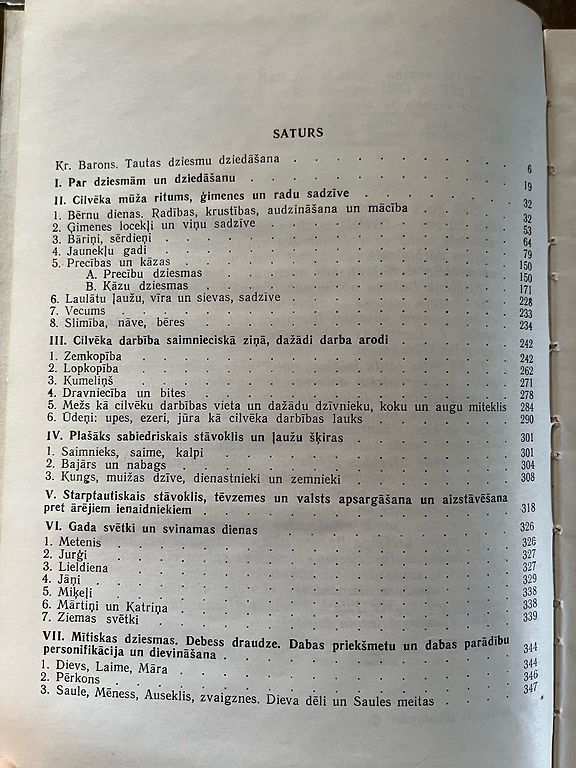 SATURS
Kr. Barons. Tautas dziesmu dziedāšana . . . . . . . . . 6
I. Par dziesmām un dziedāšanu . . . . . . . . . . 19
II. Cilvēka mūža ritums, ģimenes un radu sadzīve . . . . . 32
1. Bērnu dienas. Radības, krustības, audzināšana un mācība . . . . 32
2. Ģimenes locekļi un viņu sadzīve . . . . . . . . . 53
3. Bāriņi, sērdieņi . . . . . . . . . . . . . 64
4. Jaunekļu gadi . . . . . . . . . . . . . 79
5. Precības un kāzas . . . . . . . . . . . . 150
A. Precību dziesmas . . . . . . . . . . . 150
B. Kāzu dziesmas . . . . . . . . . . . . 171
6. Laulātu ļaužu, vīra un sievas, sadzīve . . . . . . . . 228
7. Vecums . . . . . . . . . . . . . . . 233
8. Slimība, nāve, bēres . . . . . . . . . . . . 234
III. Cilvēka darbība saimnieciskā ziņā, dažādi darba arodi . . . . 242
1. Zemkopība . . . . . . . . . . . . . . 242
2. Lopkopība . . . . . . . . . . . . . . 262
3. Kumeliņš . . . . . . . . . . . . . . 271
4. Dravniecība un bites . . . . . . . . . . . . 278
5. Mežs kā cilvēku darbības vieta un dažādu dzīvnieku, koku un augu miteklis 284
6. Ūdeņi: upes, ezeri, jūra kā cilvēku darbības lauks . . . . . 290
IV. Plašāks sabiedriskais stāvoklis un ļaužu šķiras . . . . . 301
1. Saimnieks, saime, kalpi . . . . . . . . . . . 301
2. Bajārs un nabags . . . . . . . . . . . . . 304
3. Kungs, muižas dzīve, dienastnieki un zemnieki . . . . . . 308
V. Starptautiskais stāvoklis, tēvzemes un valsts apsargāšana un aizstāvēšana
pret ārējiem ienaidniekiem . . . . . . . . . . . 318
VI. Gada svētki un svinamas dienas . . . . . . . . . 326
1. Metenis . . . . . . . . . . . . . . . 326
2. Jurģi . . . . . . . . . . . . . . . 327
3. Lieldiena . . . . . . . . . . . . . . 327
4. Jāņi . . . . . . . . . . . . . . . 329
5. Miķeļi . . . . . . . . . . . . . . . 338
6. Mārtiņi un Katriņa . . . . . . . . . . . . 338
7. Ziemas svētki . . . . . . . . . . . . . 339
VII. Mītiskas dziesmas. Debess draudze. Dabas priekšmetu un dabas parādību
personifikācija un dievināšana . . . . . . . . . . 344
1. Dievs, Laime, Māra . . . . . . . . . . . . 344
2. Pērkons . . . . . . . . . . . . . . . 346
3. Saule, Mēness, Auseklis, zvaigznes. Dieva dēli un Saules meitas . . . 347